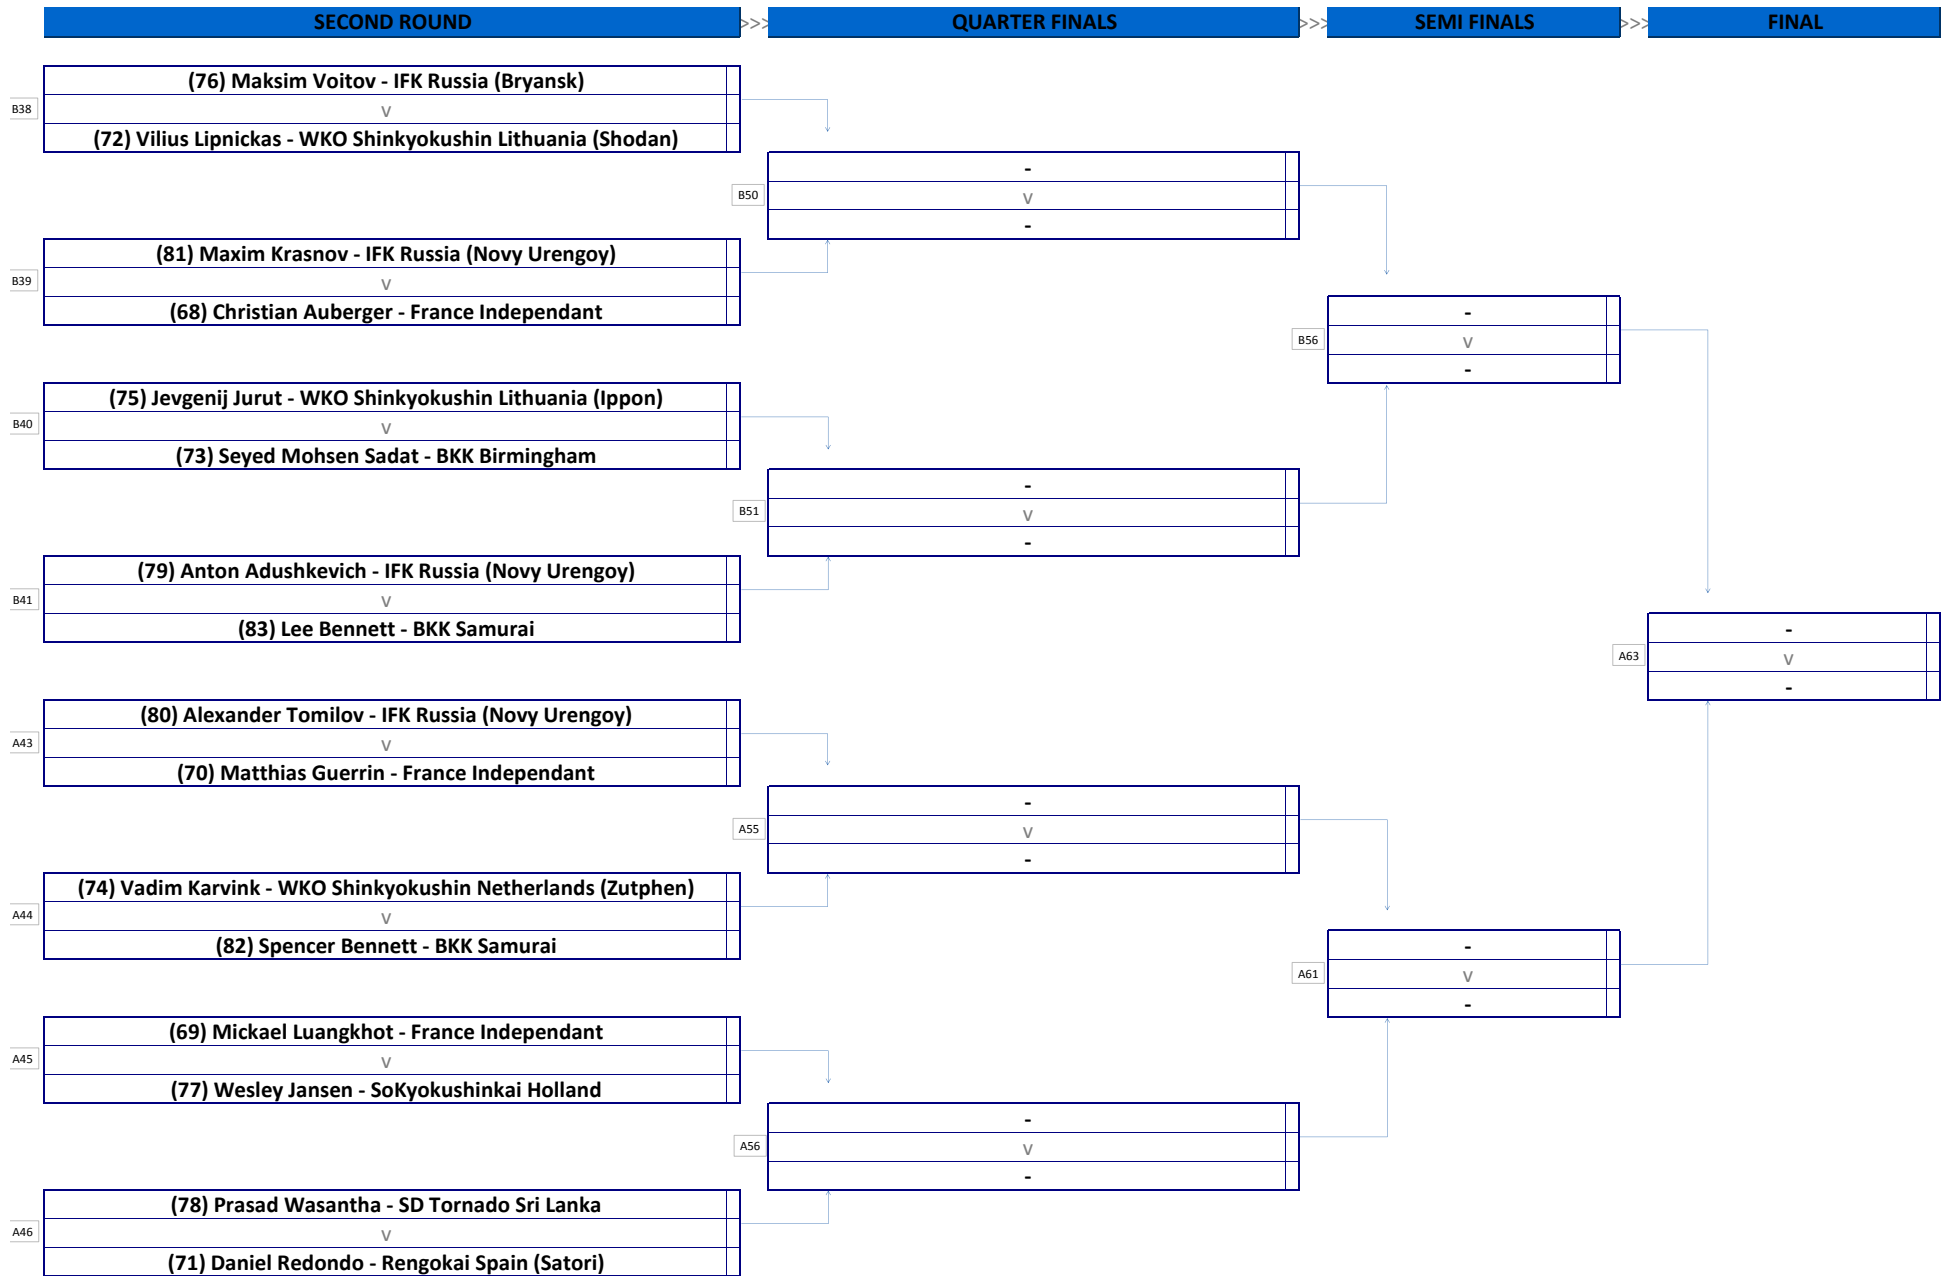 SECOND ROUND >>> QUARTER FINALS >>> SEMI FINALS >>> FINAL
(76) Maksim Voitov - IFK Russia (Bryansk)
B38 v
(72) Vilius Lipnickas - WKO Shinkyokushin Lithuania (Shodan)
-
B50 v
-
(81) Maxim Krasnov - IFK Russia (Novy Urengoy)
B39 v
(68) Christian Auberger - France Independant
-
B56 v
-
(75) Jevgenij Jurut - WKO Shinkyokushin Lithuania (Ippon)
B40 v
(73) Seyed Mohsen Sadat - BKK Birmingham
-
B51 v
-
(79) Anton Adushkevich - IFK Russia (Novy Urengoy)
B41 v
(83) Lee Bennett - BKK Samurai
-
A63 v
-
(80) Alexander Tomilov - IFK Russia (Novy Urengoy)
A43 v
(70) Matthias Guerrin - France Independant
-
A55 v
-
(74) Vadim Karvink - WKO Shinkyokushin Netherlands (Zutphen)
A44 v
(82) Spencer Bennett - BKK Samurai
-
A61 v
-
(69) Mickael Luangkhot - France Independant
A45 v
(77) Wesley Jansen - SoKyokushinkai Holland
-
A56 v
-
(78) Prasad Wasantha - SD Tornado Sri Lanka
A46 v
(71) Daniel Redondo - Rengokai Spain (Satori)